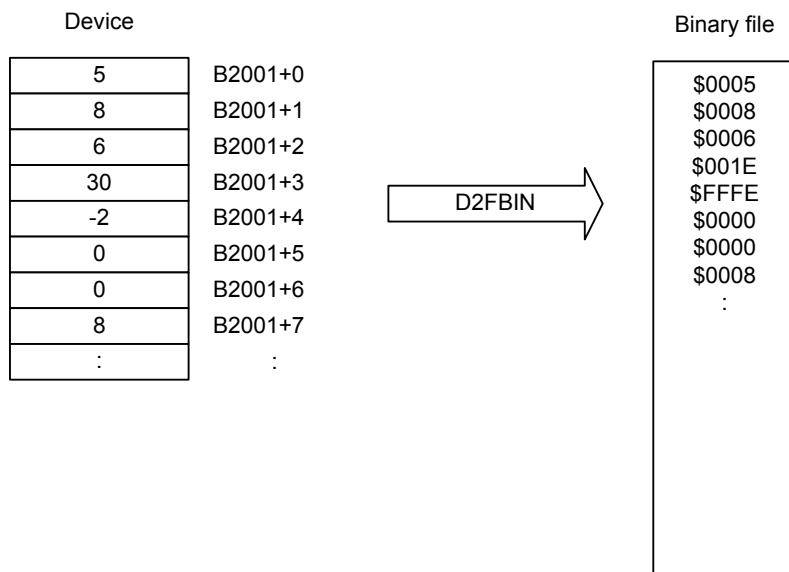 Device
Binary file
5 B2001+0
8 B2001+1
6 B2001+2
30 B2001+3
-2 B2001+4
0 B2001+5
0 B2001+6
8 B2001+7
: :
D2FBIN
$0005
$0008
$0006
$001E
$FFFE
$0000
$0000
$0008
: